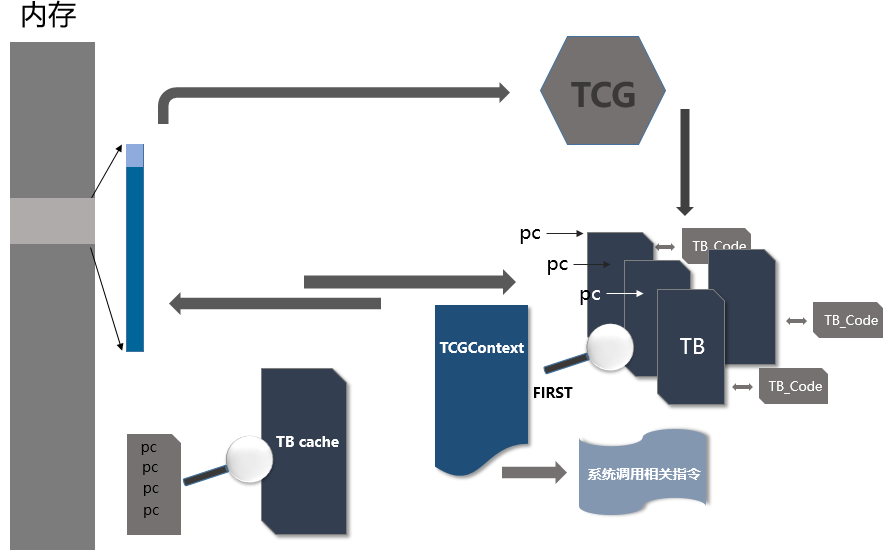 内存
TCG
pc
TB_Code
pc
pc
TB_Code
TB
TCGContext
TB_Code
FIRST
TB cache
pc
pc
pc
pc
系统调用相关指令